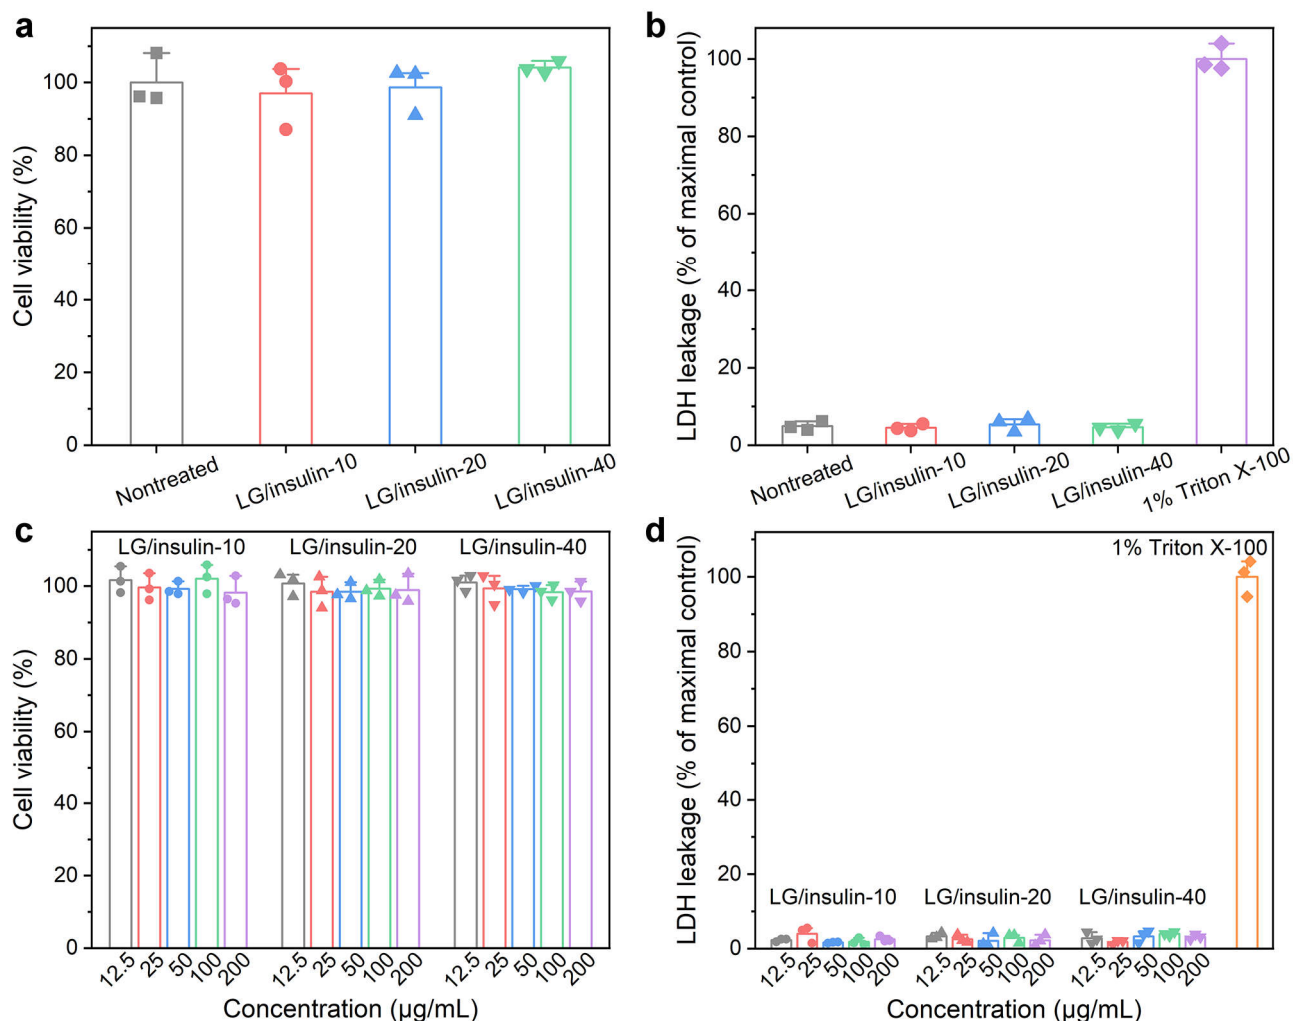 a
Cell viability (%)
100
80
60
40
20
0
Nontreated
LG/insulin-10
LG/insulin-20
LG/insulin-40
b
LDH leakage (% of maximal control)
100
80
60
40
20
0
Nontreated
LG/insulin-10
LG/insulin-20
LG/insulin-40
1% Triton X-100
c
Cell viability (%)
100
80
60
40
20
0
LG/insulin-10
LG/insulin-20
LG/insulin-40
12.5
25
50
100
200
12.5
25
50
100
200
12.5
25
50
100
200
Concentration (μg/mL)
d
LDH leakage (% of maximal control)
100
80
60
40
20
0
1% Triton X-100
LG/insulin-10
LG/insulin-20
LG/insulin-40
12.5
25
50
100
200
12.5
25
50
100
200
12.5
25
50
100
200
Concentration (μg/mL)